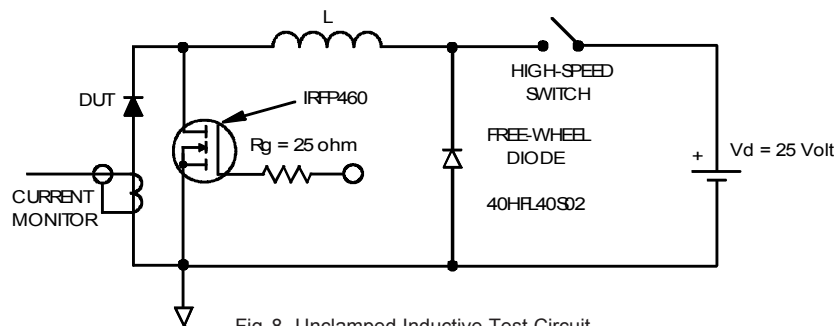 L
HIGH-SPEED
SWITCH
DUT
IRFP460
Rg = 25 ohm
FREE-WHEEL
DIODE
+
Vd = 25 Volt
CURRENT
MONITOR
40HFL40S02
Fig. 8 - Unclamped Inductive Test Circuit